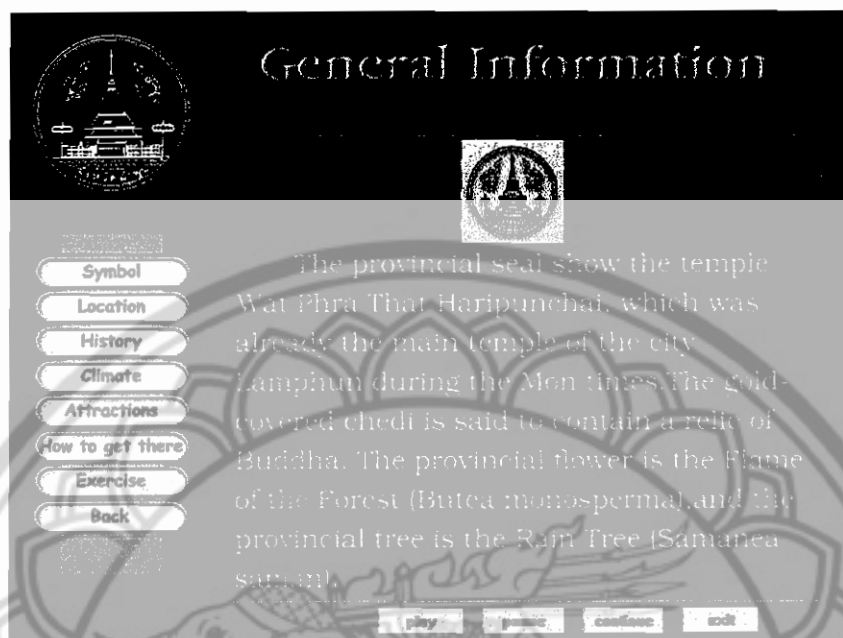 General Information
Symbol
Location
History
Climate
Attractions
How to get there
Exercise
Back
The provincial seal show the temple
Wat Phra That Haripunchai, which was
already the main temple of the city
Lamphun during the Mon times.The gold-
covered chedi is said to contain a relic of
Buddha. The provincial flower is the Flame
of the Forest (Butea monosperma),and the
provincial tree is the Rain Tree (Samanea
saman).
play pause continue exit